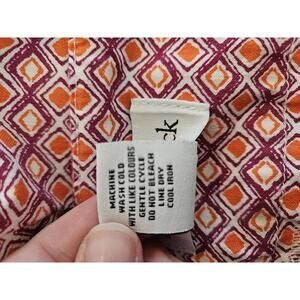 ck
MACHINE
WASH COLD
WITH LIKE COLOURS
GENTLE CYCLE
DO NOT BLEACH
LINE DRY
COOL IRON